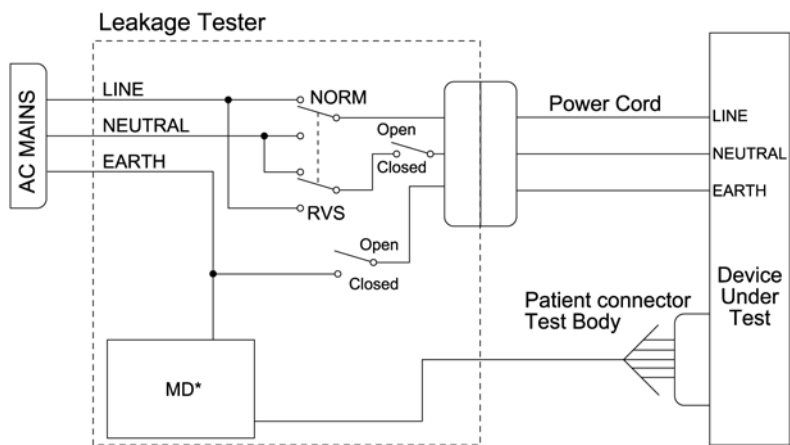 Leakage Tester
AC MAINS
LINE
NEUTRAL
EARTH
NORM
RVS
Open
Closed
Open
Closed
MD*
Power Cord
LINE
NEUTRAL
EARTH
Patient connector
Test Body
Device
Under
Test